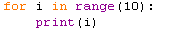 for i in range(10):
    print(i)